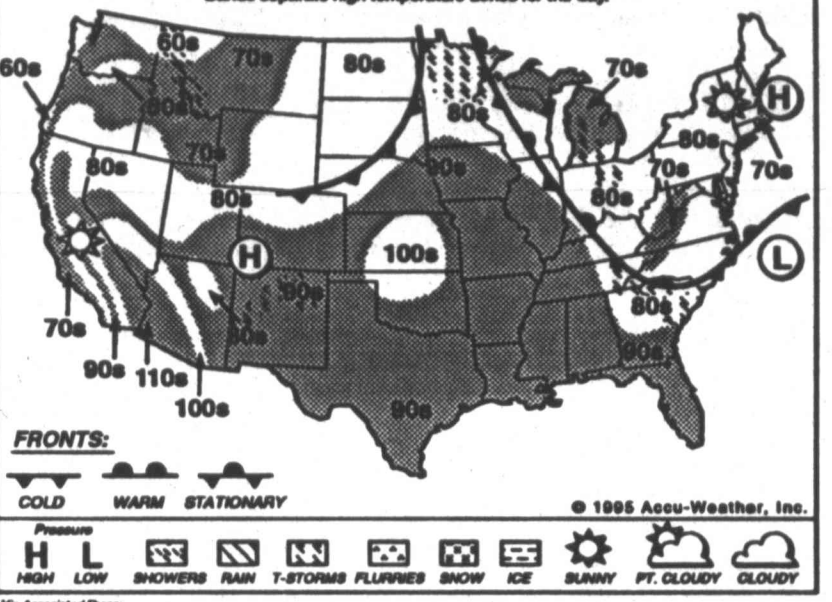 60s 70s
60s 80s 70s
80s H
80s 80s
70s 90s 80s
80s 70s 70s
80s 80s
H 100s L
90s 80s
80s
70s 90s
90s 110s
100s 90s
FRONTS:
COLD WARM STATIONARY
© 1995 Accu-Weather, Inc.
Pressure
H L
HIGH LOW SHOWERS RAIN T-STORMS FLURRIES SNOW ICE SUNNY PT. CLOUDY CLOUDY